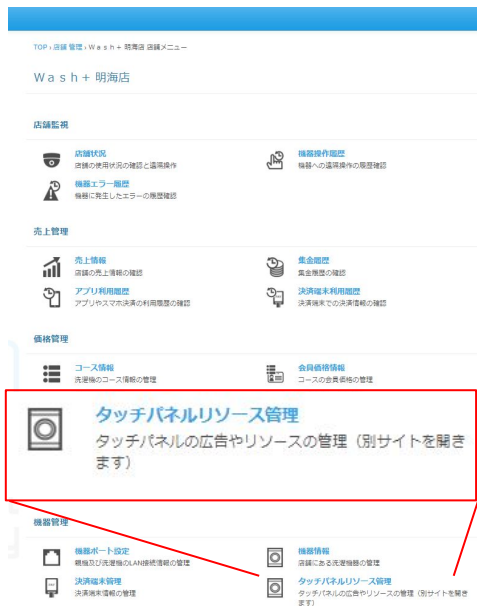 TOP › 店舗 管理 › Ｗａｓｈ＋ 明海店 店舗メニュー
Ｗａｓｈ＋ 明海店
店舗監視
店舗状況
店舗の使用状況の確認と遠隔操作
機器操作履歴
機器への遠隔操作の履歴確認
機器エラー履歴
機器に発生したエラーの履歴確認
売上管理
売上情報
店舗の売上情報の確認
集金履歴
集金履歴の確認
アプリ利用履歴
アプリやスマホ決済の利用履歴の確認
決済端末利用履歴
決済端末での決済情報の確認
価格管理
コース情報
洗濯機のコース情報の管理
会員価格情報
コースの会員価格の管理
タッチパネルリソース管理
タッチパネルの広告やリソースの管理（別サイトを開き
ます）
機器管理
機器ポート設定
親機及び洗濯機のLAN接続情報の管理
機器情報
店舗にある洗濯機器の管理
決済端末管理
決済端末情報の管理
タッチパネルリソース管理
タッチパネルの広告やリソースの管理（別サイトを開き
ます）